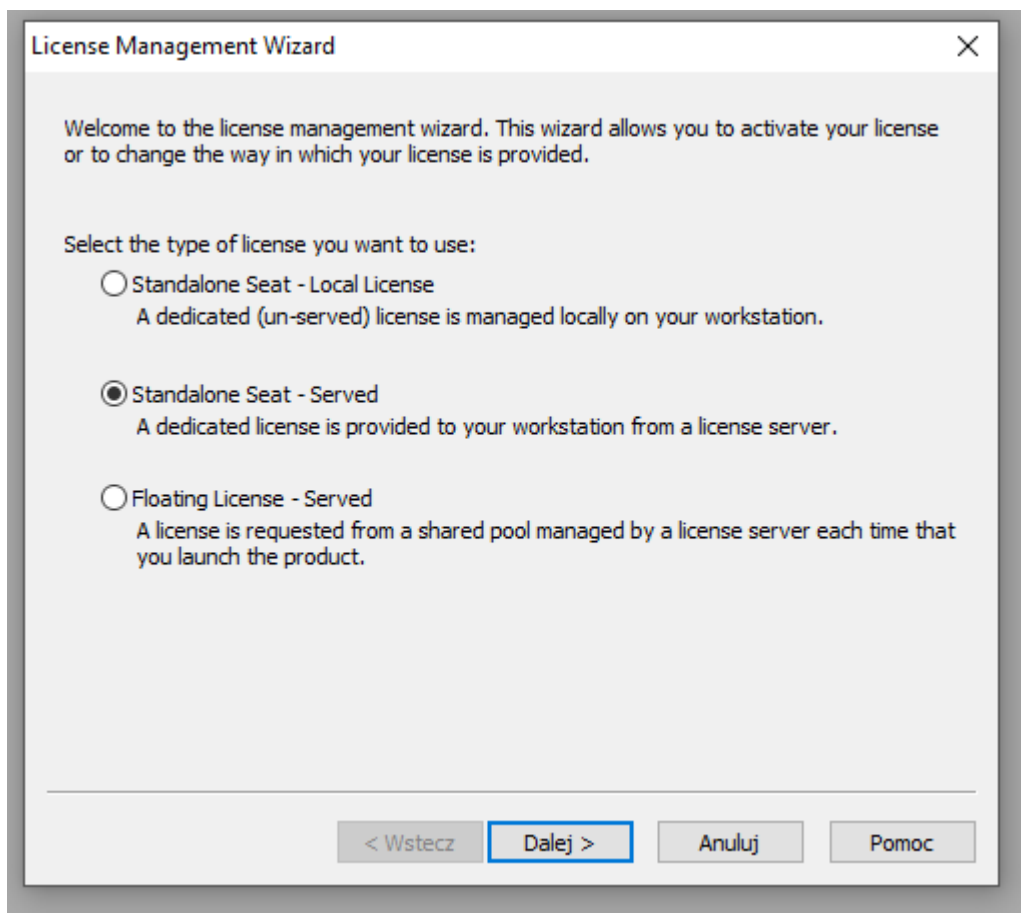 License Management Wizard
Welcome to the license management wizard. This wizard allows you to activate your license
or to change the way in which your license is provided.
Select the type of license you want to use:
Standalone Seat - Local License
A dedicated (un-served) license is managed locally on your workstation.
Standalone Seat - Served
A dedicated license is provided to your workstation from a license server.
Floating License - Served
A license is requested from a shared pool managed by a license server each time that
you launch the product.
< Wstecz
Dalej >
Anuluj
Pomoc